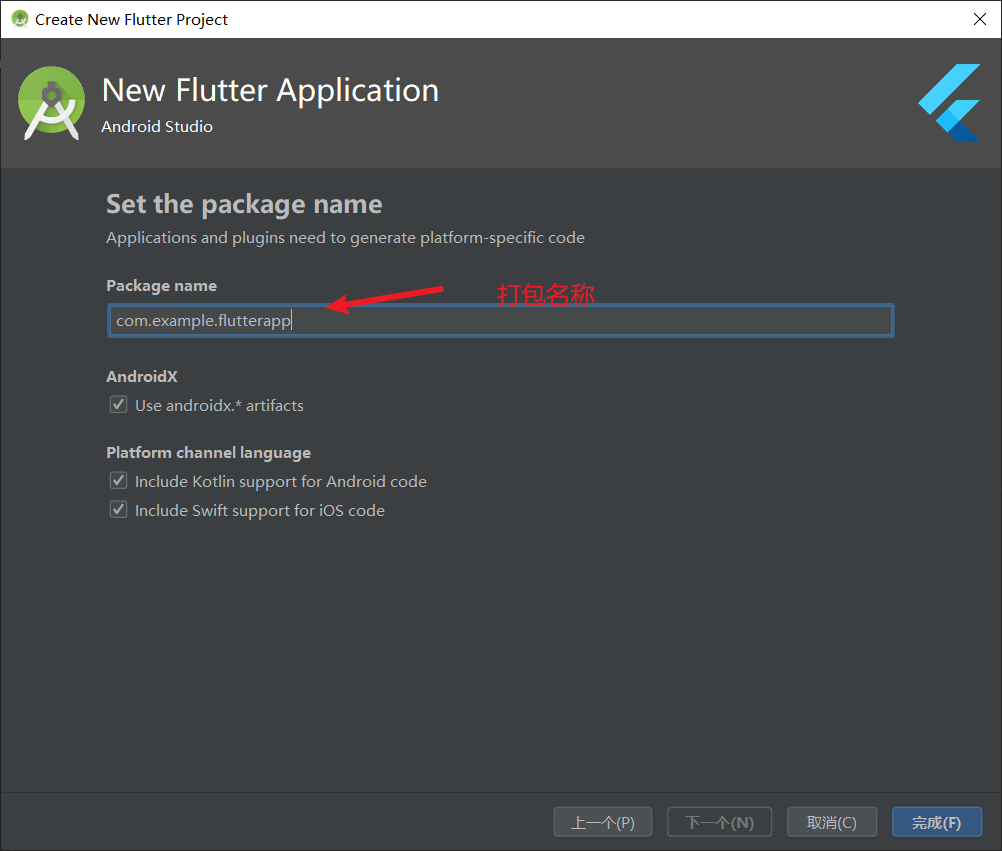 Create New Flutter Project
New Flutter Application
Android Studio
Set the package name
Applications and plugins need to generate platform-specific code
Package name
打包名称
com.example.flutterapp
AndroidX
Use androidx.* artifacts
Platform channel language
Include Kotlin support for Android code
Include Swift support for iOS code
上一个(P) 下一个(N) 取消(C) 完成(F)